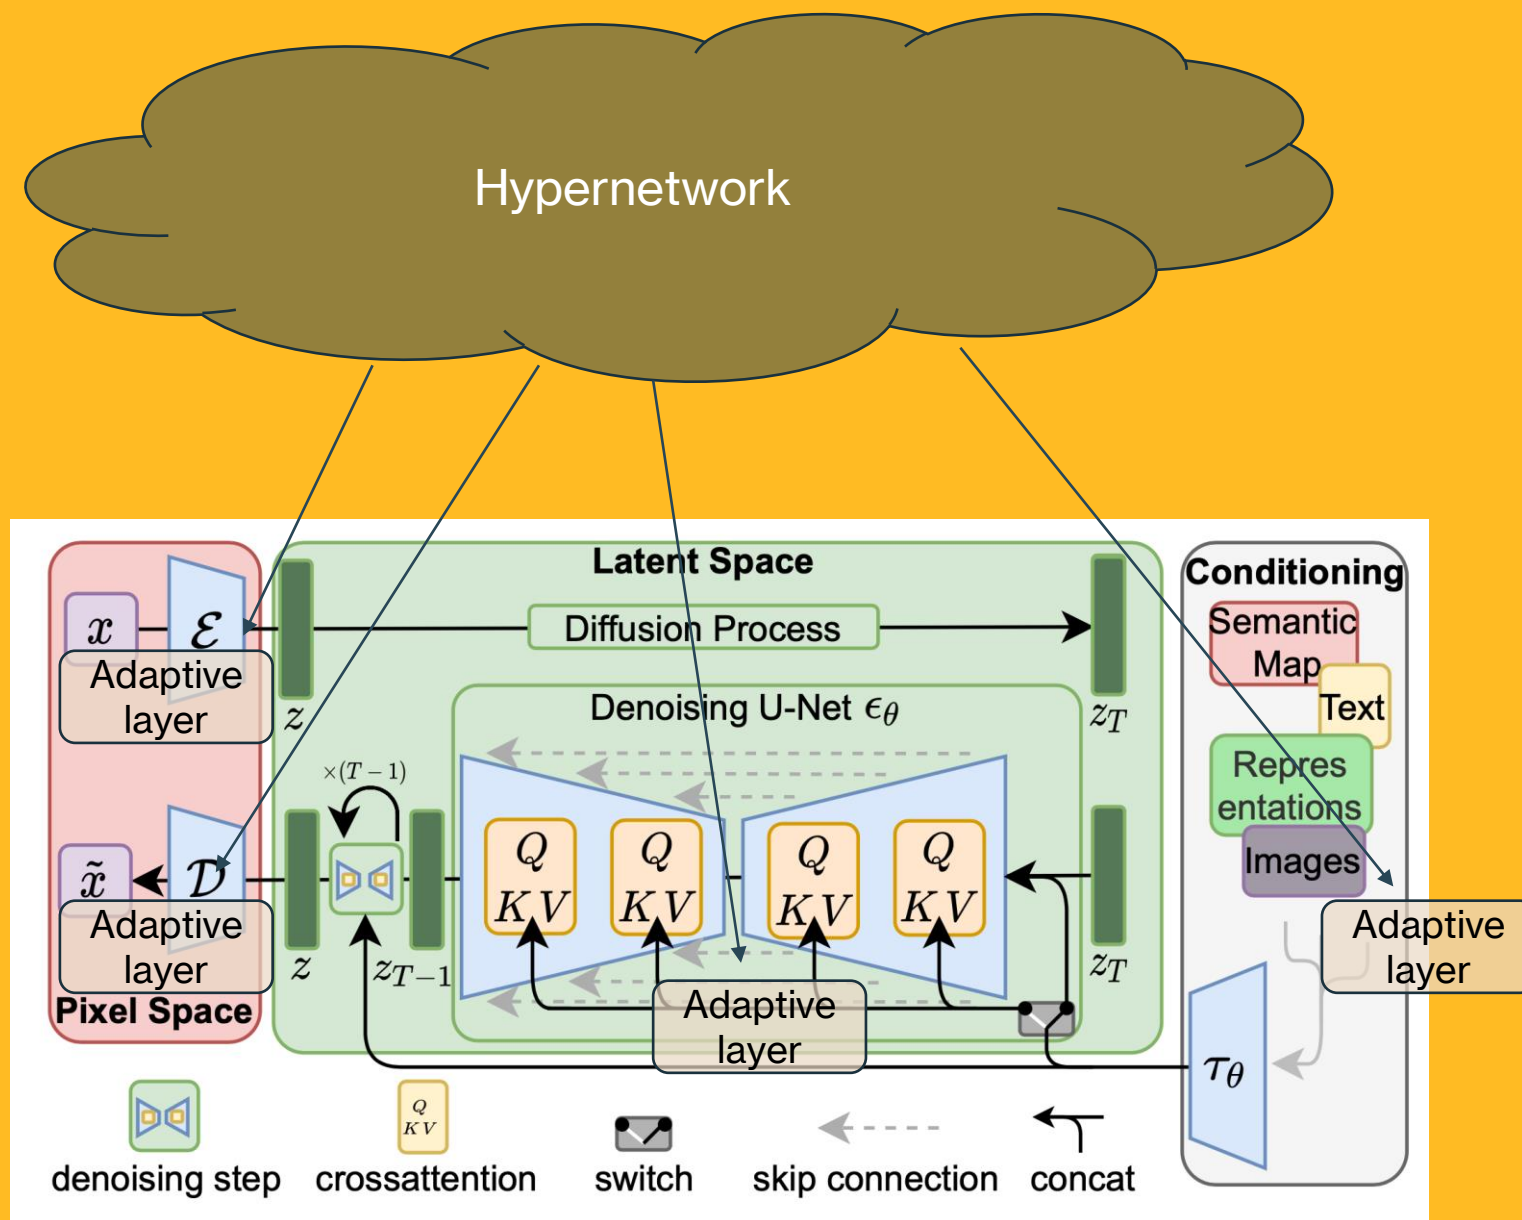 Hypernetwork
Latent Space
Conditioning
x
ℰ
Diffusion Process
Semantic
Map
Adaptive
layer
z
z_T
Text
Denoising U-Net ϵ_θ
×(T − 1)
Repres
entations
Images
x̃
𝒟
Q
KV
Q
KV
Q
KV
Q
KV
Adaptive
layer
z
z_{T−1}
z_T
Adaptive
layer
Pixel Space
Adaptive
layer
τ_θ
Q
KV
denoising step
crossattention
switch
skip connection
concat